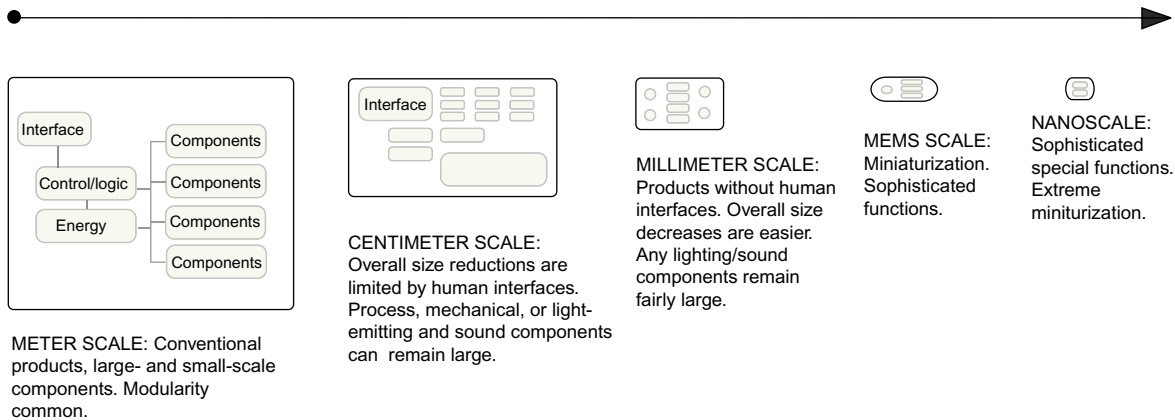 Interface
Control/logic
Energy
Components
Components
Components
Components
METER SCALE: Conventional
products, large- and small-scale
components. Modularity
common.
Interface
CENTIMETER SCALE:
Overall size reductions are
limited by human interfaces.
Process, mechanical, or light-
emitting and sound components
can remain large.
MILLIMETER SCALE:
Products without human
interfaces. Overall size
decreases are easier.
Any lighting/sound
components remain
fairly large.
MEMS SCALE:
Miniaturization.
Sophisticated
functions.
NANOSCALE:
Sophisticated
special functions.
Extreme
miniturization.